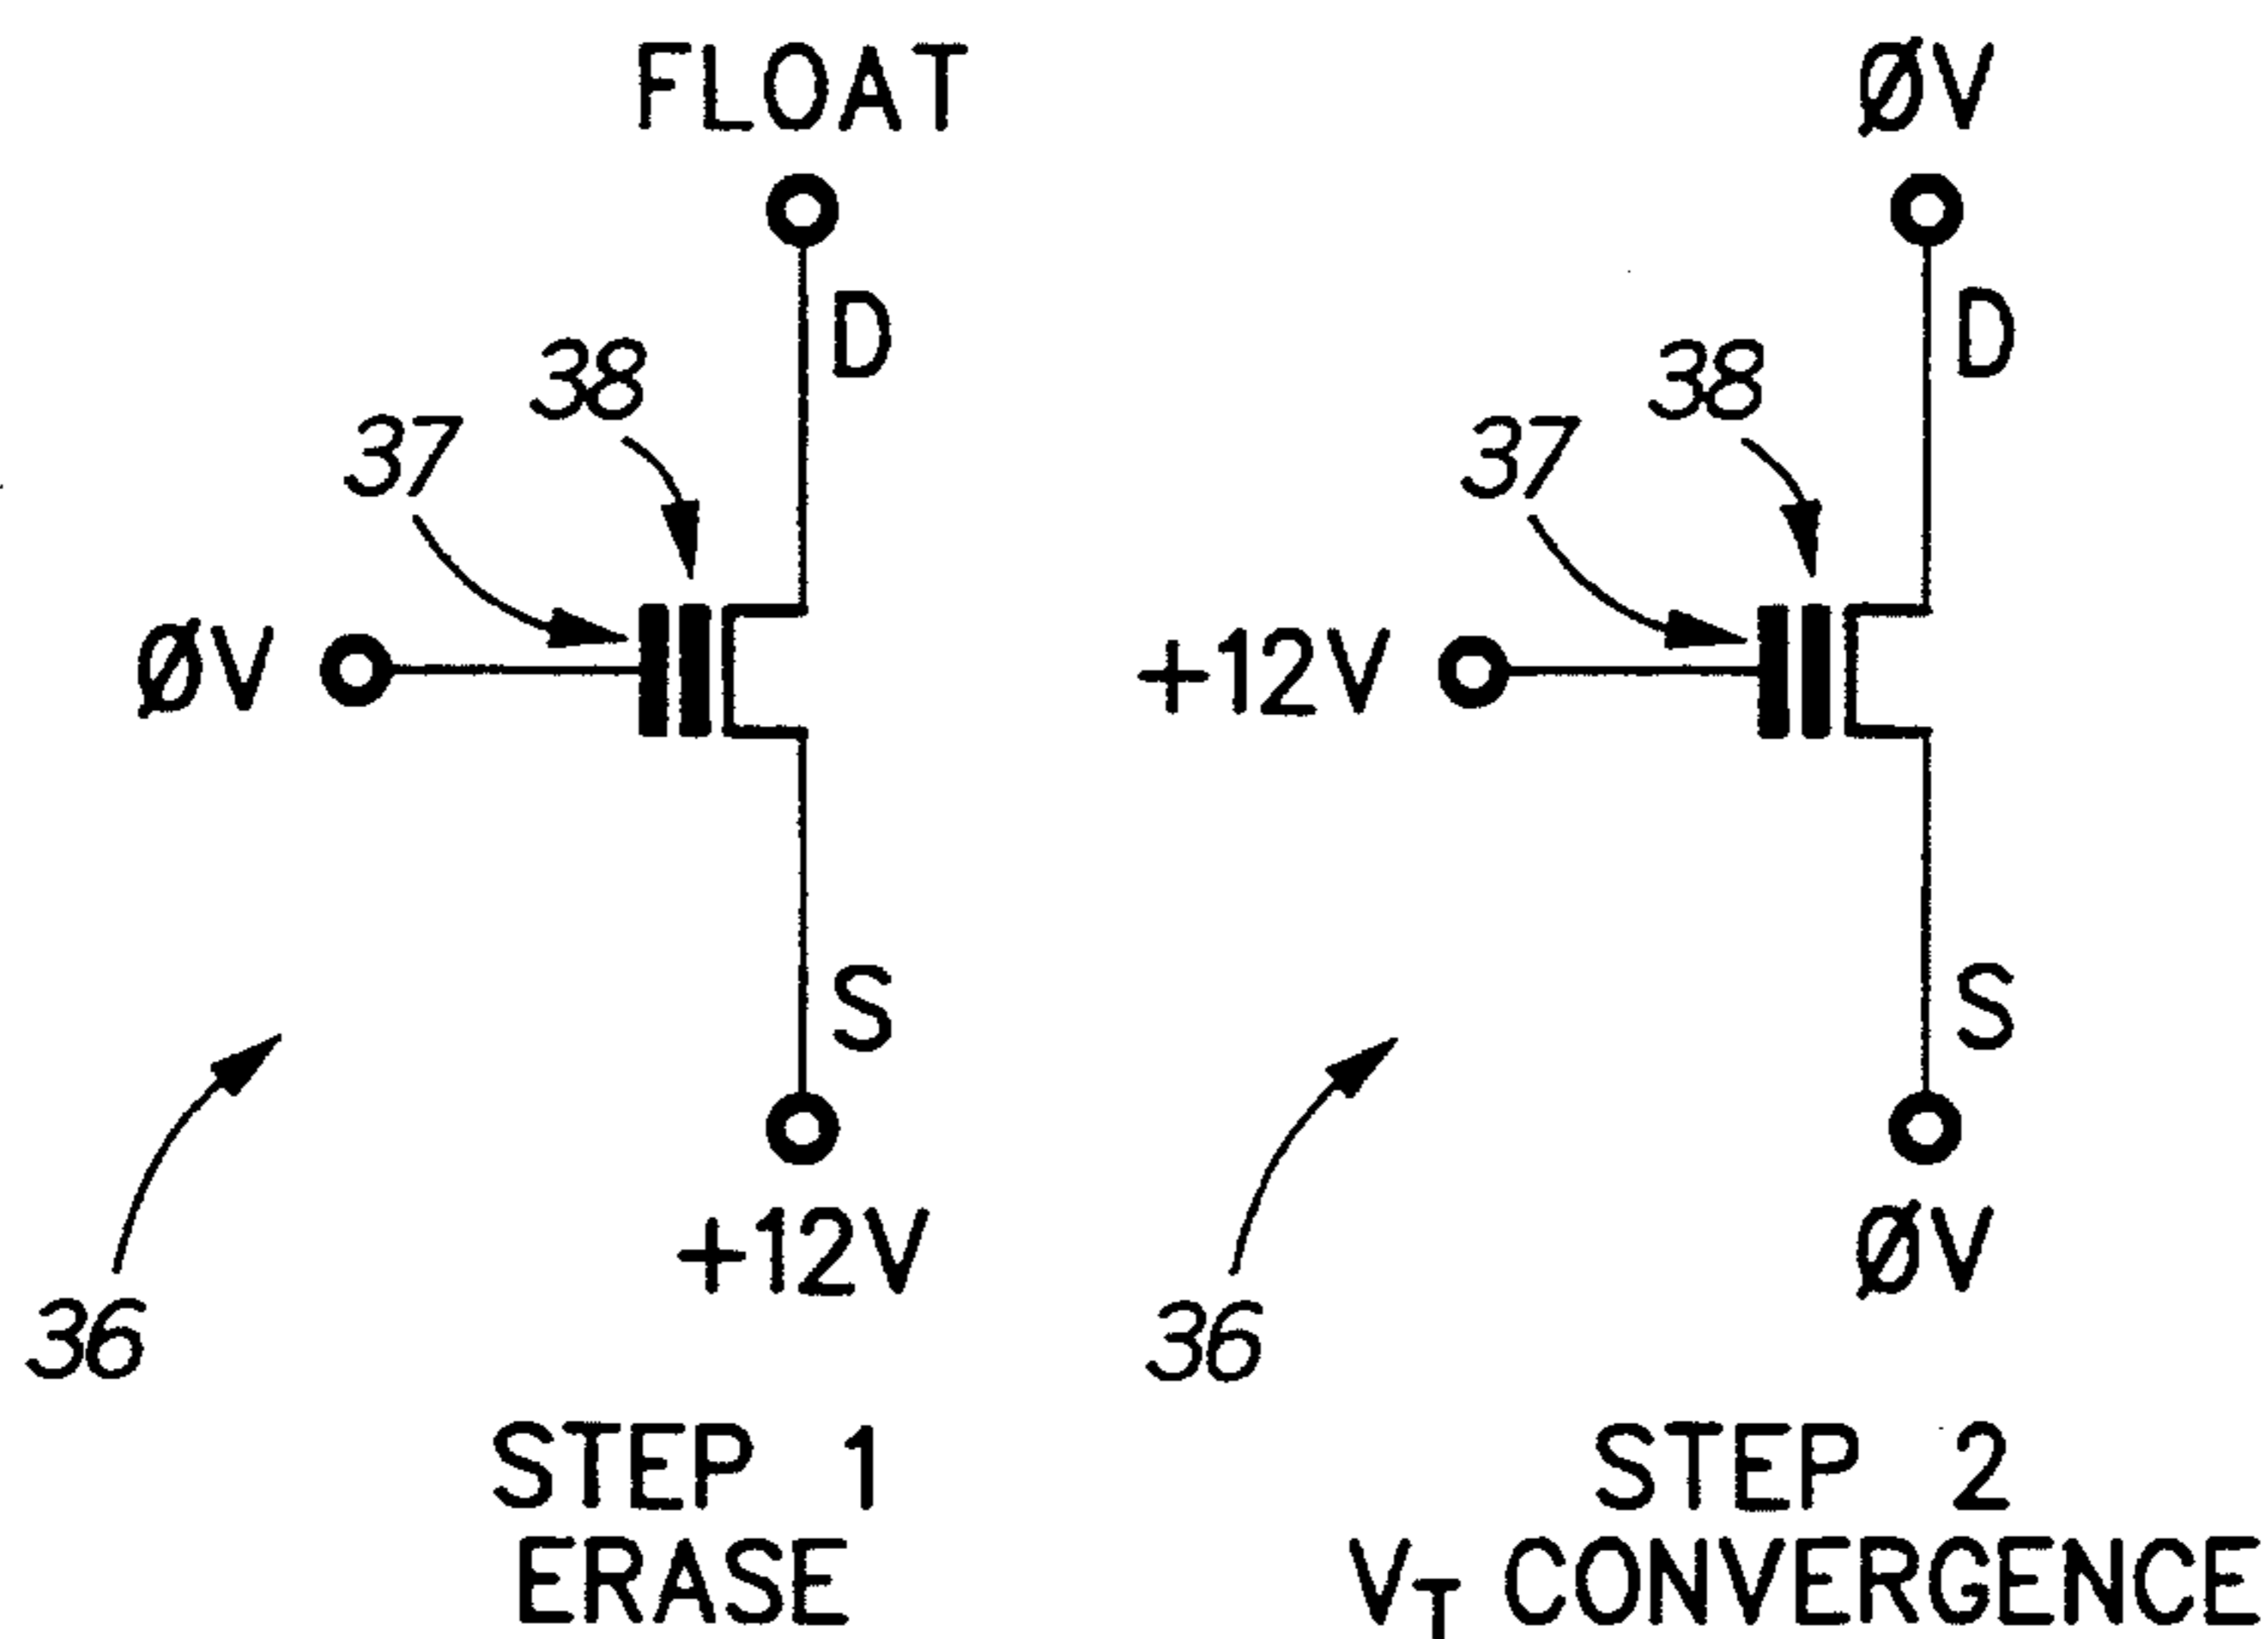 FLOAT
D
38
37
ØV
S
+12V
36
STEP 1
ERASE
ØV
D
38
37
+12V
S
ØV
36
STEP 2
VT CONVERGENCE